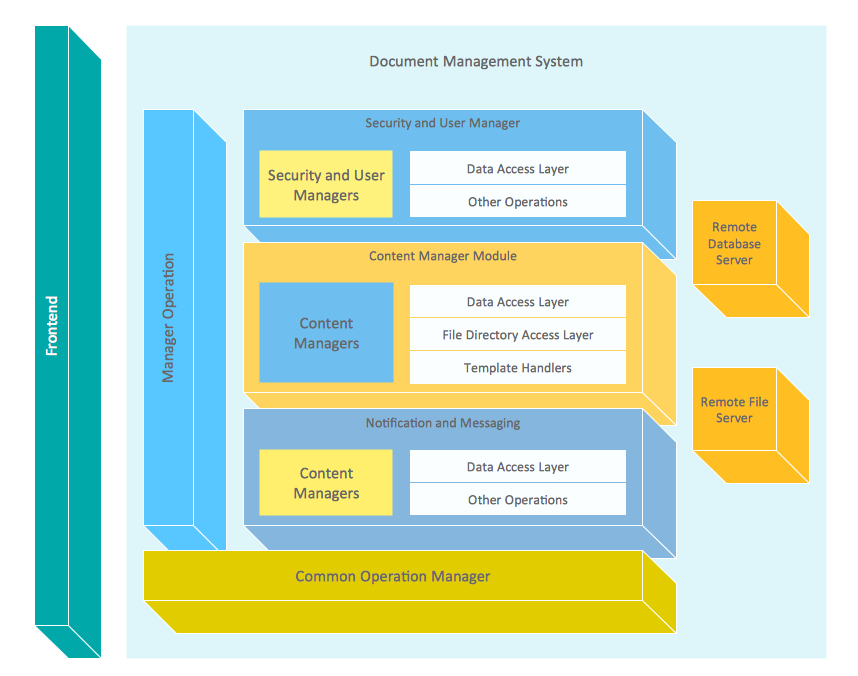 Document Management System
Frontend
Manager Operation
Security and User Manager
Security and User
Managers
Data Access Layer
Other Operations
Content Manager Module
Content
Managers
Data Access Layer
File Directory Access Layer
Template Handlers
Notification and Messaging
Content
Managers
Data Access Layer
Other Operations
Common Operation Manager
Remote
Database
Server
Remote File
Server